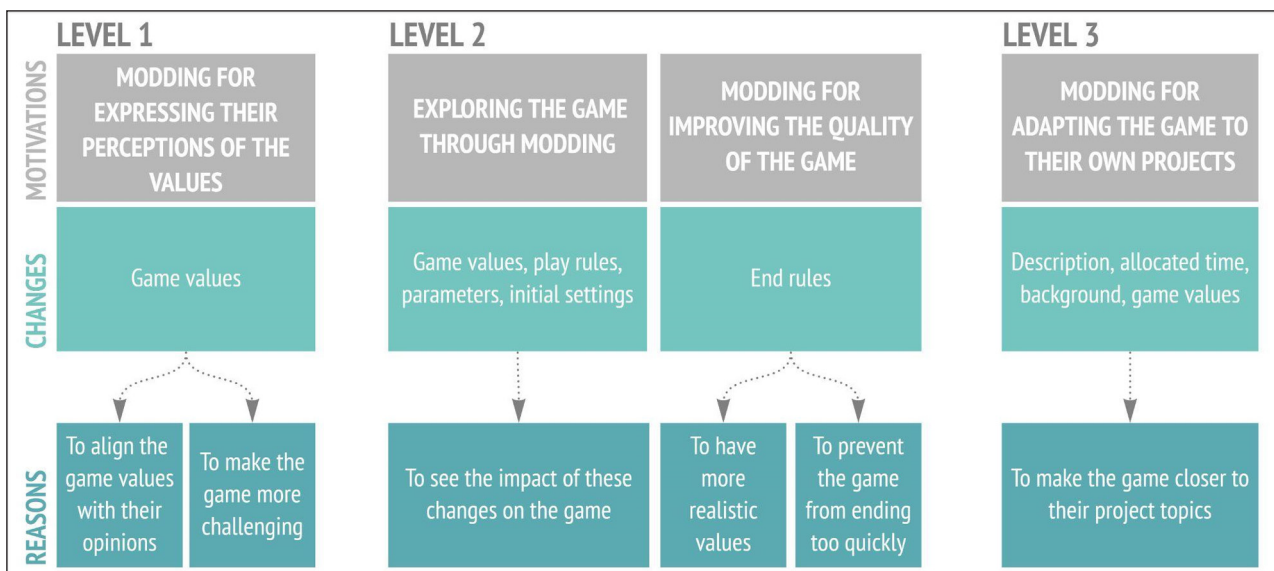 LEVEL 1
LEVEL 2
LEVEL 3
MOTIVATIONS
MODDING FOR
EXPRESSING THEIR
PERCEPTIONS OF THE
VALUES
EXPLORING THE GAME
THROUGH MODDING
MODDING FOR
IMPROVING THE QUALITY
OF THE GAME
MODDING FOR
ADAPTING THE GAME TO
THEIR OWN PROJECTS
CHANGES
Game values
Game values, play rules,
parameters, initial settings
End rules
Description, allocated time,
background, game values
REASONS
To align the
game values
with their
opinions
To make the
game more
challenging
To see the impact of these
changes on the game
To have
more
realistic
values
To prevent
the game
from ending
too quickly
To make the game closer to
their project topics